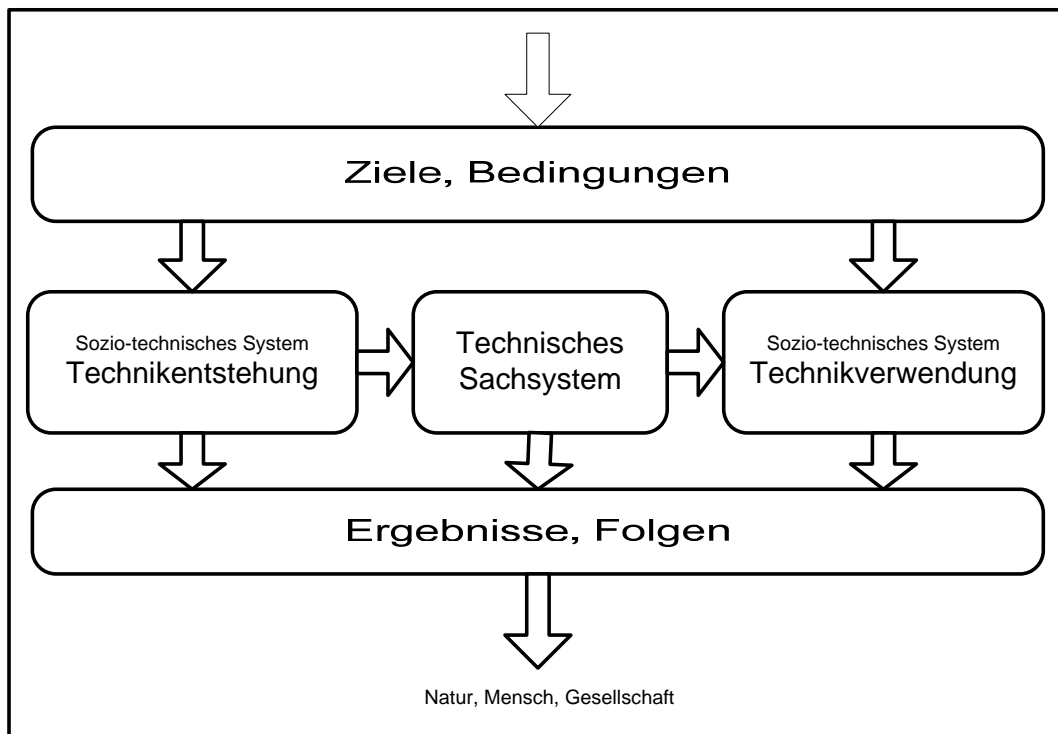 Ziele, Bedingungen
Sozio-technisches System
Technikentstehung
Technisches
Sachsystem
Sozio-technisches System
Technikverwendung
Ergebnisse, Folgen
Natur, Mensch, Gesellschaft